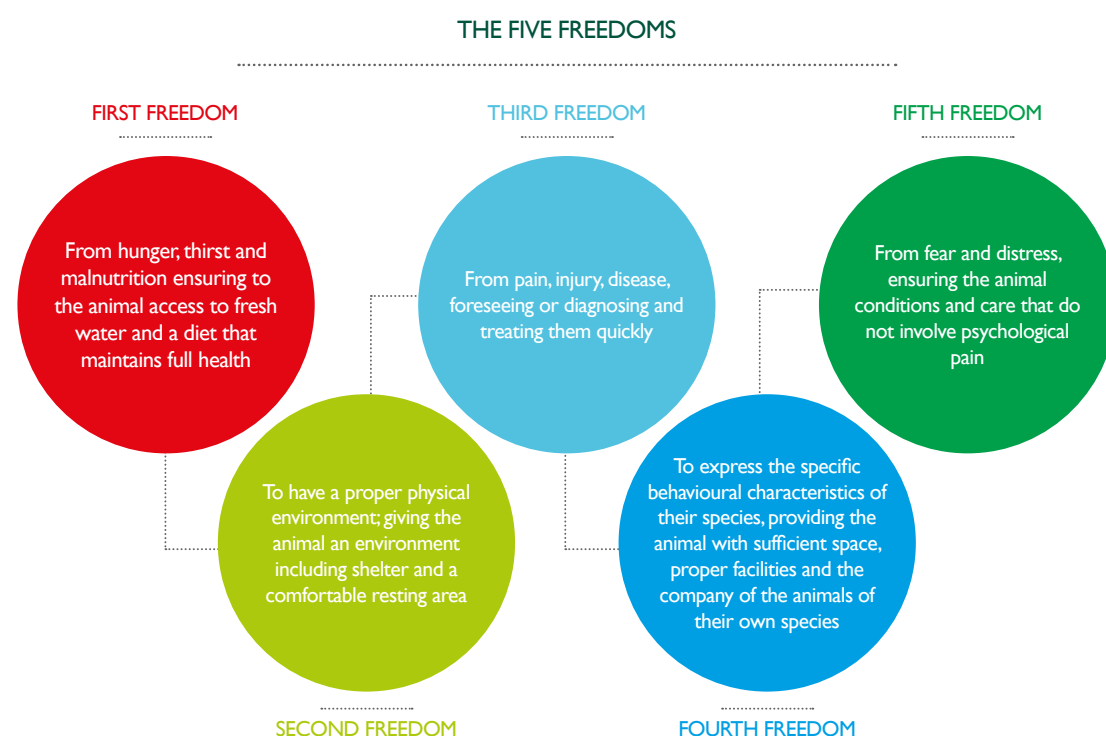 THE FIVE FREEDOMS
FIRST FREEDOM
From hunger, thirst and
malnutrition ensuring to
the animal access to fresh
water and a diet that
maintains full health
SECOND FREEDOM
To have a proper physical
environment; giving the
animal an environment
including shelter and a
comfortable resting area
THIRD FREEDOM
From pain, injury, disease,
foreseeing or diagnosing and
treating them quickly
FOURTH FREEDOM
To express the specific
behavioural characteristics of
their species, providing the
animal with sufficient space,
proper facilities and the
company of the animals of
their own species
FIFTH FREEDOM
From fear and distress,
ensuring the animal
conditions and care that do
not involve psychological
pain